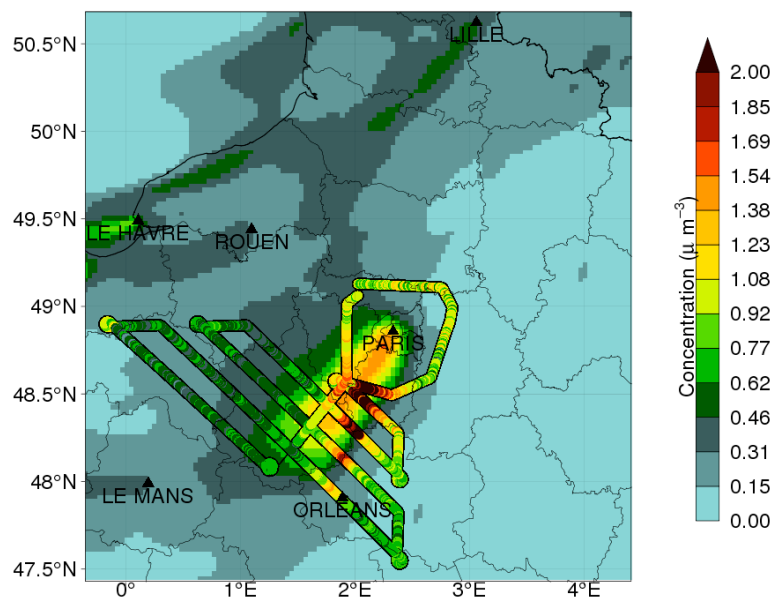 50.5°N
50°N
49.5°N
49°N
48.5°N
48°N
47.5°N
0°
1°E
2°E
3°E
4°E
LILLE
LE HAVRE
ROUEN
PARIS
LE MANS
ORLEANS
2.00
1.85
1.69
1.54
1.38
1.23
1.08
0.92
0.77
0.62
0.46
0.31
0.15
0.00
Concentration (μ m⁻³)